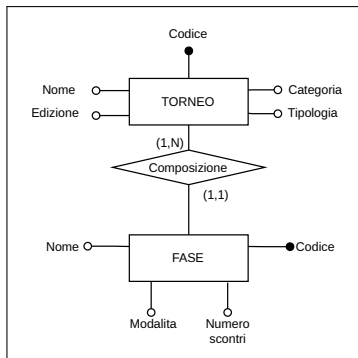 Codice
Nome
Categoria
TORNEO
Edizione
Tipologia
(1,N)
Composizione
(1,1)
Nome
Codice
FASE
Modalita
Numero
scontri